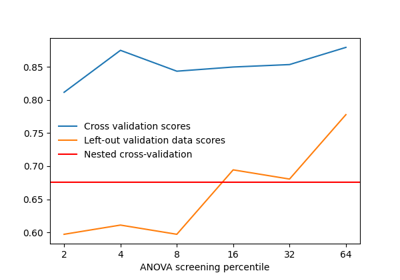 0.85
0.80
0.75
0.70
0.65
0.60
Cross validation scores
Left-out validation data scores
Nested cross-validation
2 4 8 16 32 64
ANOVA screening percentile